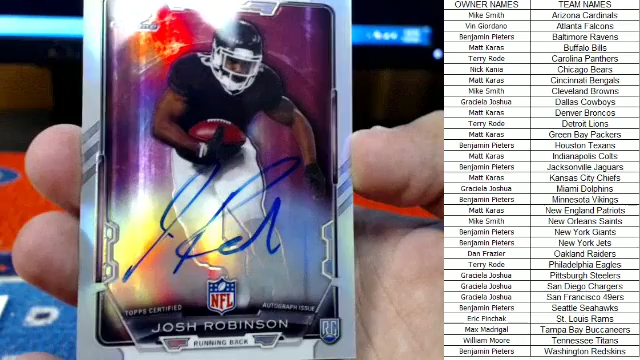 TOPPS CERTIFIED
NFL
AUTOGRAPH ISSUE
JOSH ROBINSON
RUNNING BACK
RC
OWNER NAMES TEAM NAMES
Mike Smith Arizona Cardinals
Vin Giordano Atlanta Falcons
Benjamin Pieters Baltimore Ravens
Matt Karas Buffalo Bills
Terry Rode Carolina Panthers
Nick Kania Chicago Bears
Matt Karas Cincinnati Bengals
Mike Smith Cleveland Browns
Graciela Joshua Dallas Cowboys
Matt Karas Denver Broncos
Terry Rode Detroit Lions
Matt Karas Green Bay Packers
Benjamin Pieters Houston Texans
Matt Karas Indianapolis Colts
Benjamin Pieters Jacksonville Jaguars
Matt Karas Kansas City Chiefs
Graciela Joshua Miami Dolphins
Benjamin Pieters Minnesota Vikings
Matt Karas New England Patriots
Mike Smith New Orleans Saints
Benjamin Pieters New York Giants
Benjamin Pieters New York Jets
Dan Frazier Oakland Raiders
Terry Rode Philadelphia Eagles
Graciela Joshua Pittsburgh Steelers
Graciela Joshua San Diego Chargers
Graciela Joshua San Francisco 49ers
Benjamin Pieters Seattle Seahawks
Eric Finchak St. Louis Rams
Max Madrigal Tampa Bay Buccaneers
William Moore Tennessee Titans
Benjamin Pieters Washington Redskins